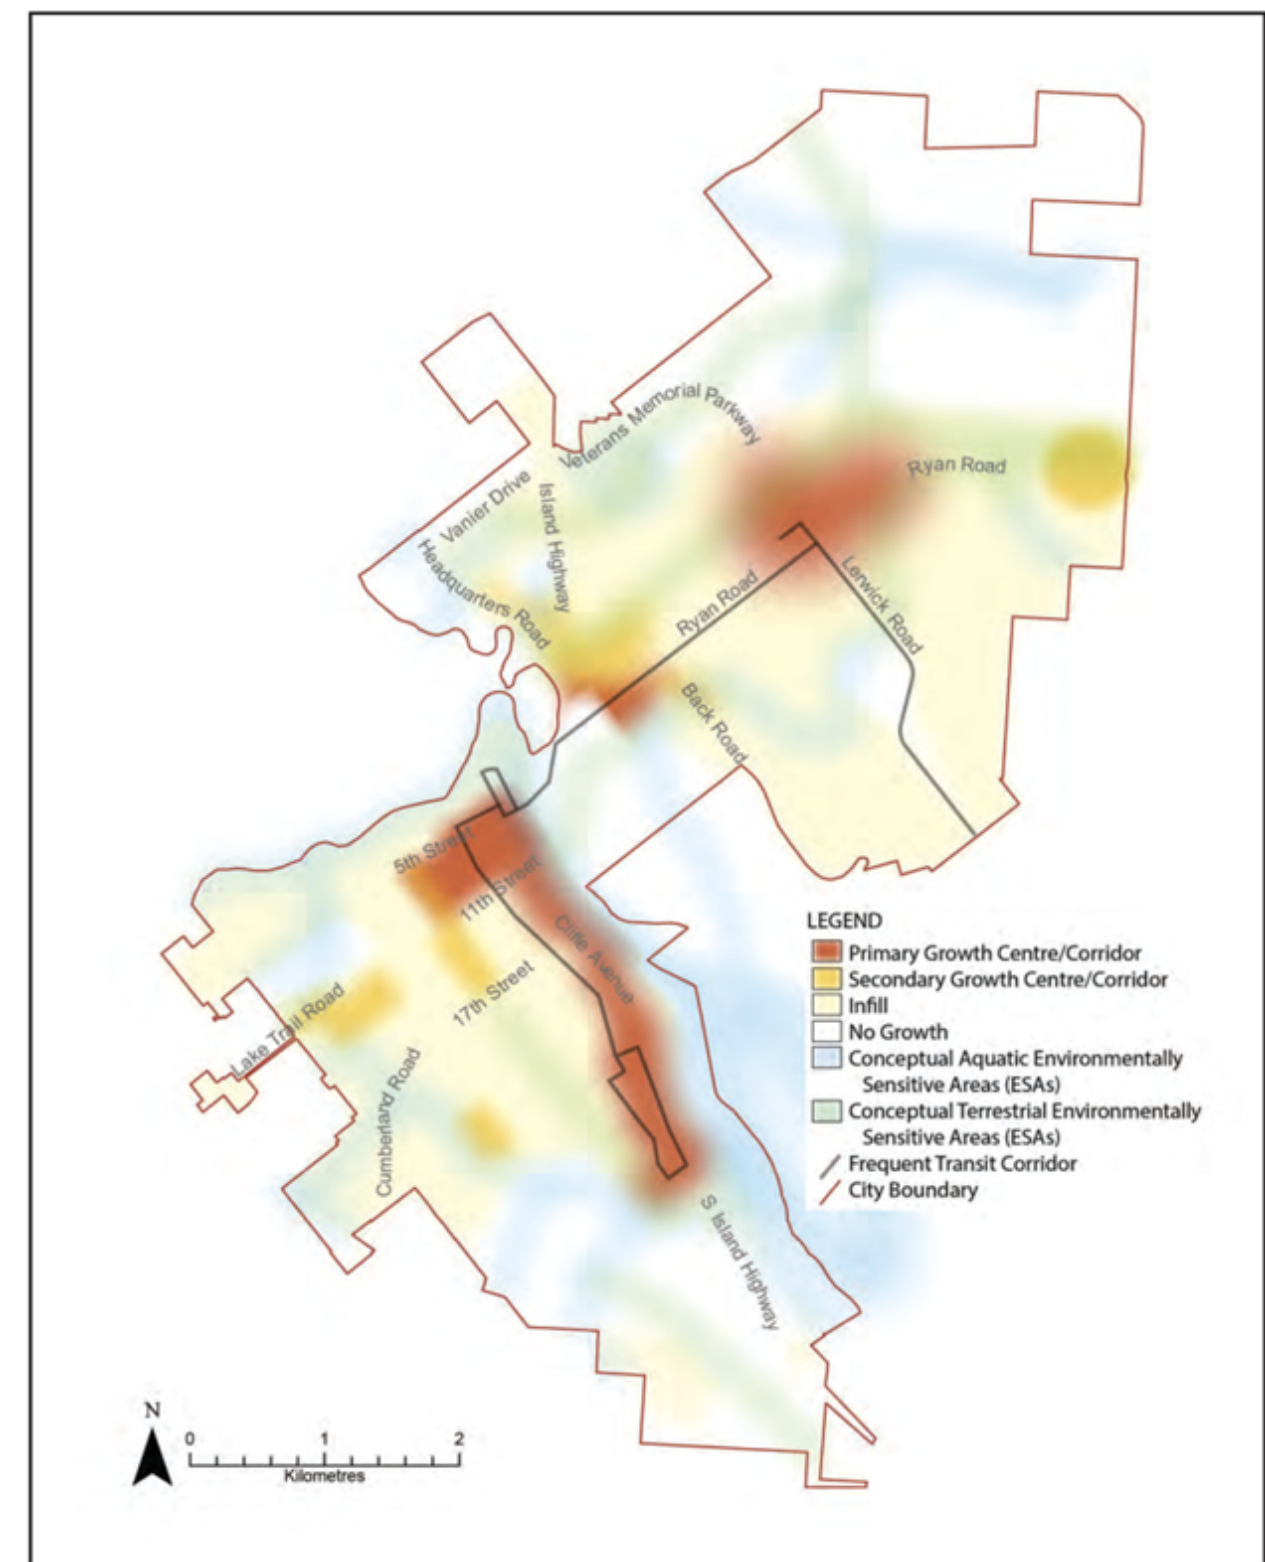 Veterans Memorial Parkway
Ryan Road
Vanier Drive
Island Highway
Headquarters Road
Ryan Road
Lerwick Road
Back Road
5th Street
11th Street
Cliffe Avenue
17th Street
Lake Trail Road
Cumberland Road
S Island Highway
LEGEND
Primary Growth Centre/Corridor
Secondary Growth Centre/Corridor
Infill
No Growth
Conceptual Aquatic Environmentally
Sensitive Areas (ESAs)
Conceptual Terrestrial Environmentally
Sensitive Areas (ESAs)
Frequent Transit Corridor
City Boundary
N
0 1 2
Kilometres